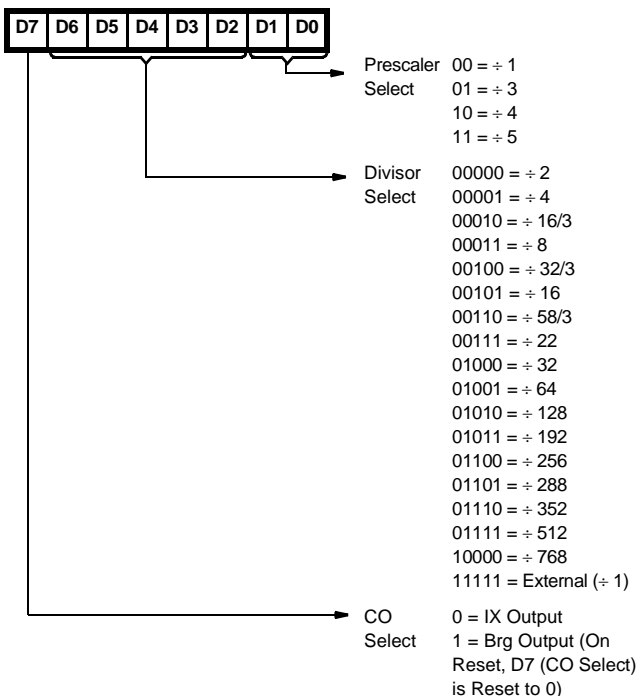 D7 D6 D5 D4 D3 D2 D1 D0
Prescaler 00 = ÷ 1
Select 01 = ÷ 3
10 = ÷ 4
11 = ÷ 5
Divisor 00000 = ÷ 2
Select 00001 = ÷ 4
00010 = ÷ 16/3
00011 = ÷ 8
00100 = ÷ 32/3
00101 = ÷ 16
00110 = ÷ 58/3
00111 = ÷ 22
01000 = ÷ 32
01001 = ÷ 64
01010 = ÷ 128
01011 = ÷ 192
01100 = ÷ 256
01101 = ÷ 288
01110 = ÷ 352
01111 = ÷ 512
10000 = ÷ 768
11111 = External (÷ 1)
CO 0 = IX Output
Select 1 = Brg Output (On
Reset, D7 (CO Select)
is Reset to 0)